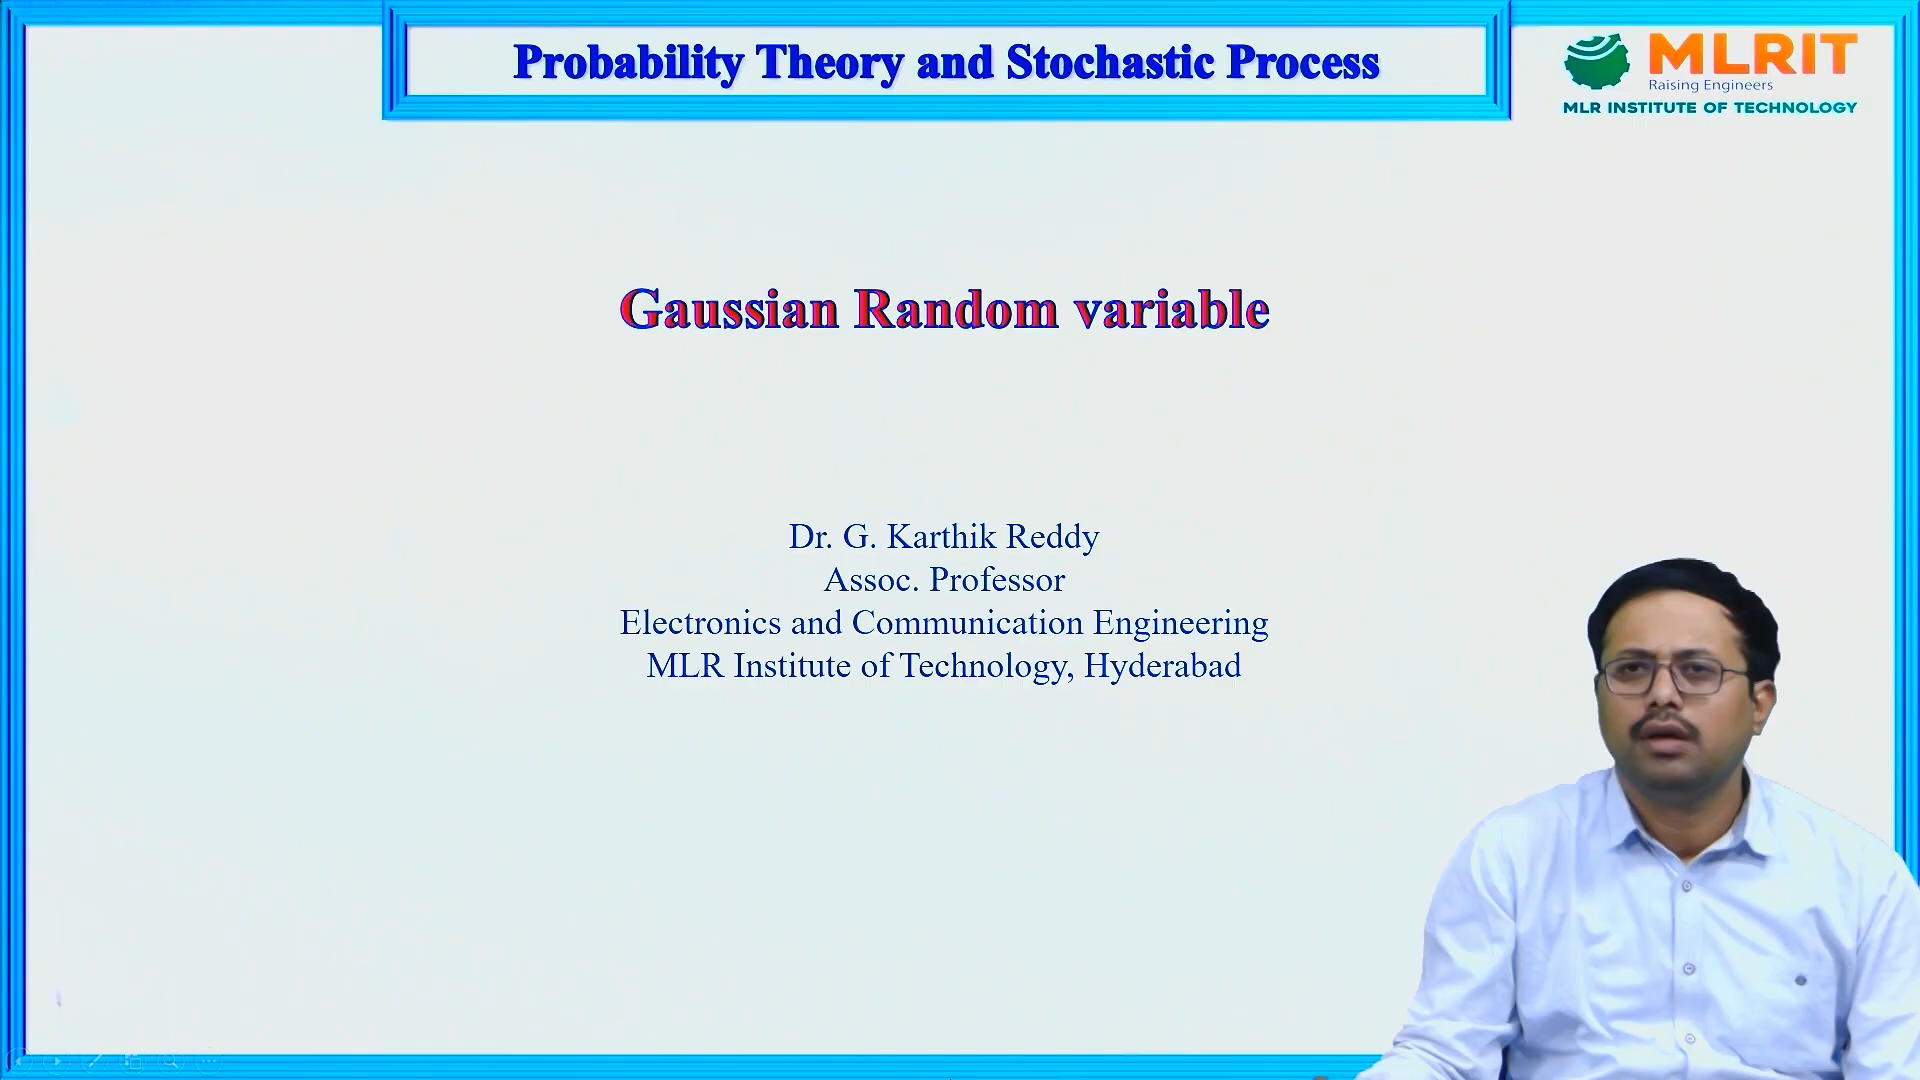 Probability Theory and Stochastic Process
MLRIT
Raising Engineers
MLR INSTITUTE OF TECHNOLOGY
Gaussian Random variable
Dr. G. Karthik Reddy
Assoc. Professor
Electronics and Communication Engineering
MLR Institute of Technology, Hyderabad